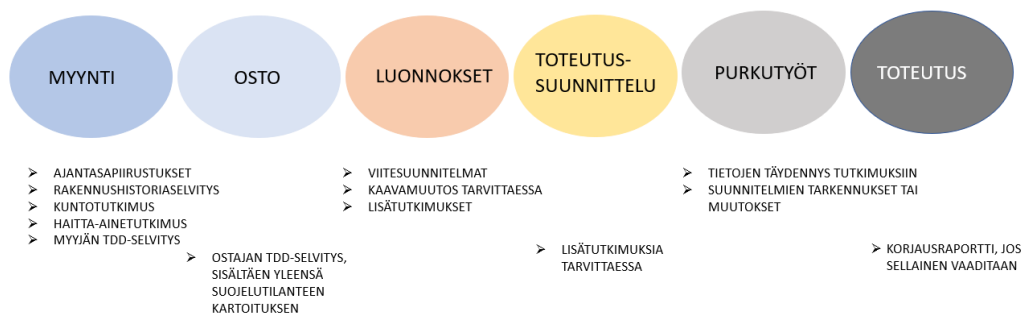 MYYNTI
OSTO
LUONNOKSET
TOTEUTUS-
SUUNNITTELU
PURKUTYÖT
TOTEUTUS
AJANTASAPIIRUSTUKSET
RAKENNUSHISTORIASELVITYS
KUNTOTUTKIMUS
HAITTA-AINETUTKIMUS
MYYJÄN TDD-SELVITYS
OSTAJAN TDD-SELVITYS,
SISÄLTÄEN YLEENSÄ
SUOJELUTILANTEEN
KARTOITUKSEN
VIITESUUNNITELMAT
KAAVAMUUTOS TARVITTAESSA
LISÄTUTKIMUKSET
LISÄTUTKIMUKSIA
TARVITTAESSA
TIETOJEN TÄYDENNYS TUTKIMUKSIIN
SUUNNITELMIEN TARKENNUKSET TAI
MUUTOKSET
KORJAUSRAPORTTI, JOS
SELLAINEN VAADITAAN